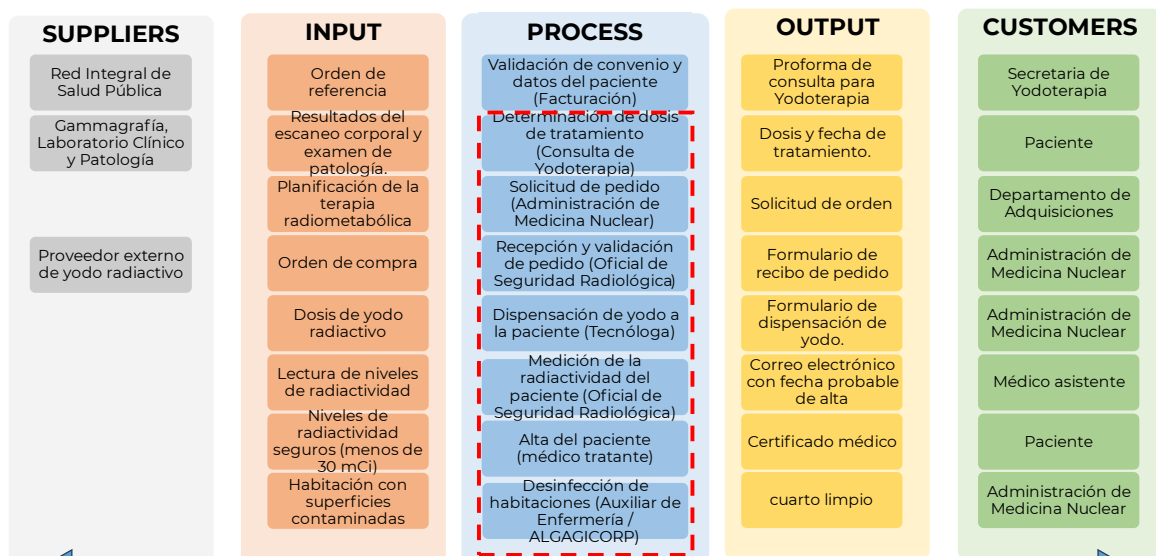 SUPPLIERS
Red Integral de
Salud Pública
Gammagrafía,
Laboratorio Clínico
y Patología
Proveedor externo
de yodo radiactivo
INPUT
Orden de
referencia
Resultados del
escaneo corporal y
examen de
patología.
Planificación de la
terapia
radiometabólica
Orden de compra
Dosis de yodo
radiactivo
Lectura de niveles
de radiactividad
Niveles de
radiactividad
seguros (menos de
30 mCi)
Habitación con
superficies
contaminadas
PROCESS
Validación de convenio y
datos del paciente
(Facturación)
Determinación de dosis
de tratamiento
(Consulta de
Yodoterapia)
Solicitud de pedido
(Administración de
Medicina Nuclear)
Recepción y validación
de pedido (Oficial de
Seguridad Radiológica)
Dispensación de yodo a
la paciente (Tecnóloga)
Medición de la
radiactividad del
paciente (Oficial de
Seguridad Radiológica)
Alta del paciente
(médico tratante)
Desinfección de
habitaciones (Auxiliar de
Enfermería /
ALGAGICORP)
OUTPUT
Proforma de
consulta para
Yodoterapia
Dosis y fecha de
tratamiento.
Solicitud de orden
Formulario de
recibo de pedido
Formulario de
dispensación de
yodo.
Correo electrónico
con fecha probable
de alta
Certificado médico
cuarto limpio
CUSTOMERS
Secretaria de
Yodoterapia
Paciente
Departamento de
Adquisiciones
Administración de
Medicina Nuclear
Administración de
Medicina Nuclear
Médico asistente
Paciente
Administración de
Medicina Nuclear